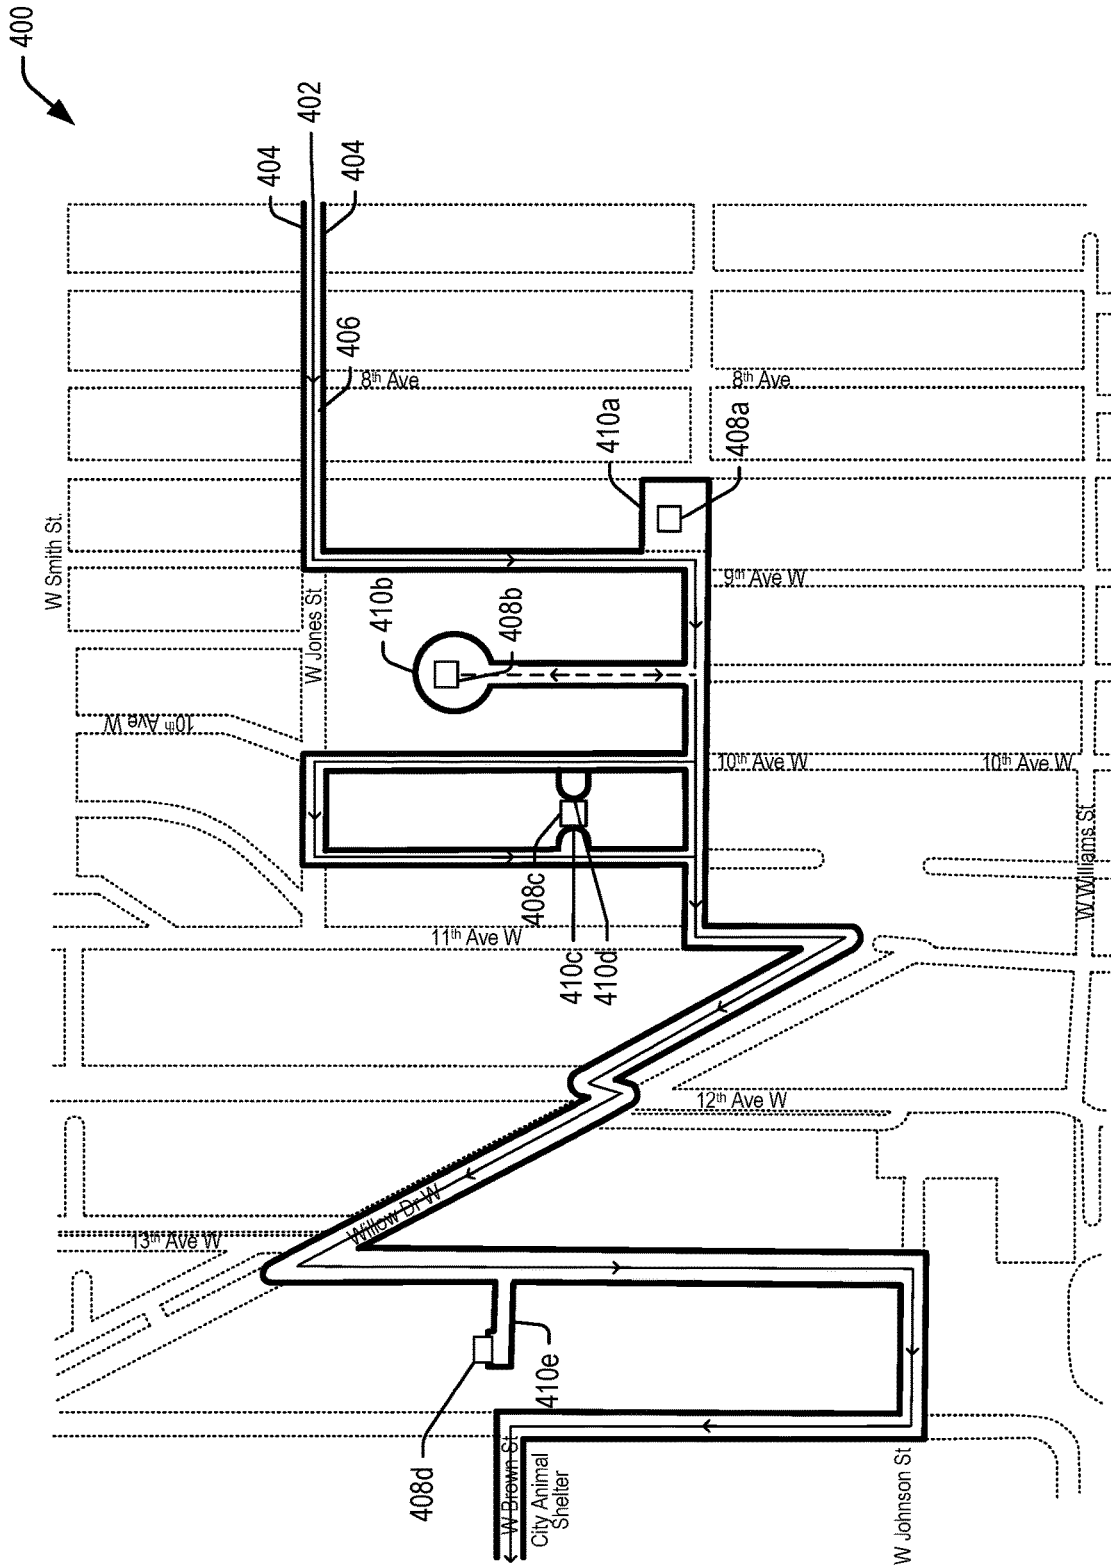 400
402
404
404
406
8th Ave
8th Ave
410a
408a
W Smith St.
W Jones St
410b
408b
9th Ave W
10th Ave W
10th Ave W
10th Ave W
408c
410c
410d
11th Ave W
W Williams St
12th Ave W
Willow Dr W
13th Ave W
410e
408d
W Brown St
City Animal
Shelter
W Johnson St